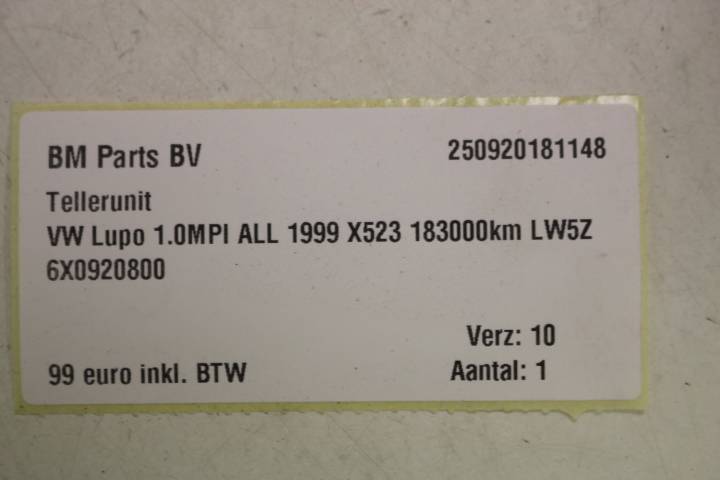 BM Parts BV 250920181148
Tellerunit
VW Lupo 1.0MPI ALL 1999 X523 183000km LW5Z
6X0920800
Verz: 10
99 euro inkl. BTW Aantal: 1